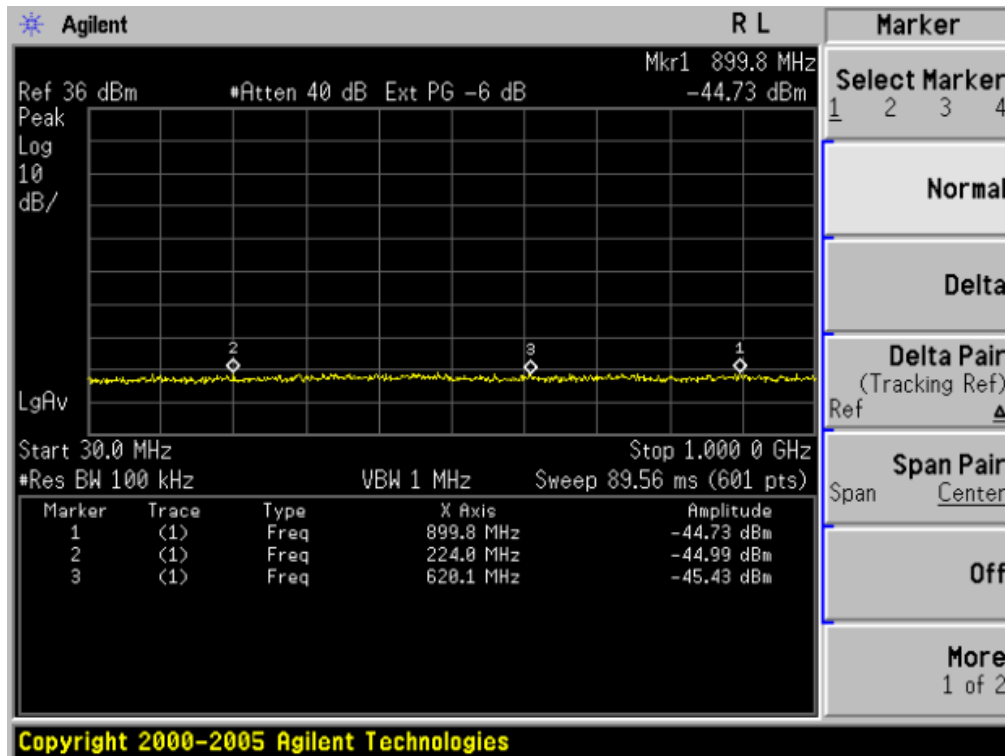 Agilent R L Marker
Mkr1 899.8 MHz
Ref 36 dBm #Atten 40 dB Ext PG -6 dB -44.73 dBm
Peak
Log
10
dB/
2 3 1
LgAv
Start 30.0 MHz Stop 1.000 0 GHz
#Res BW 100 kHz VBW 1 MHz Sweep 89.56 ms (601 pts)
Marker Trace Type X Axis Amplitude
1 (1) Freq 899.8 MHz -44.73 dBm
2 (1) Freq 224.0 MHz -44.99 dBm
3 (1) Freq 620.1 MHz -45.43 dBm
Select Marker
1 2 3 4
Normal
Delta
Delta Pair
(Tracking Ref)
Ref Δ
Span Pair
Span Center
Off
More
1 of 2
Copyright 2000-2005 Agilent Technologies